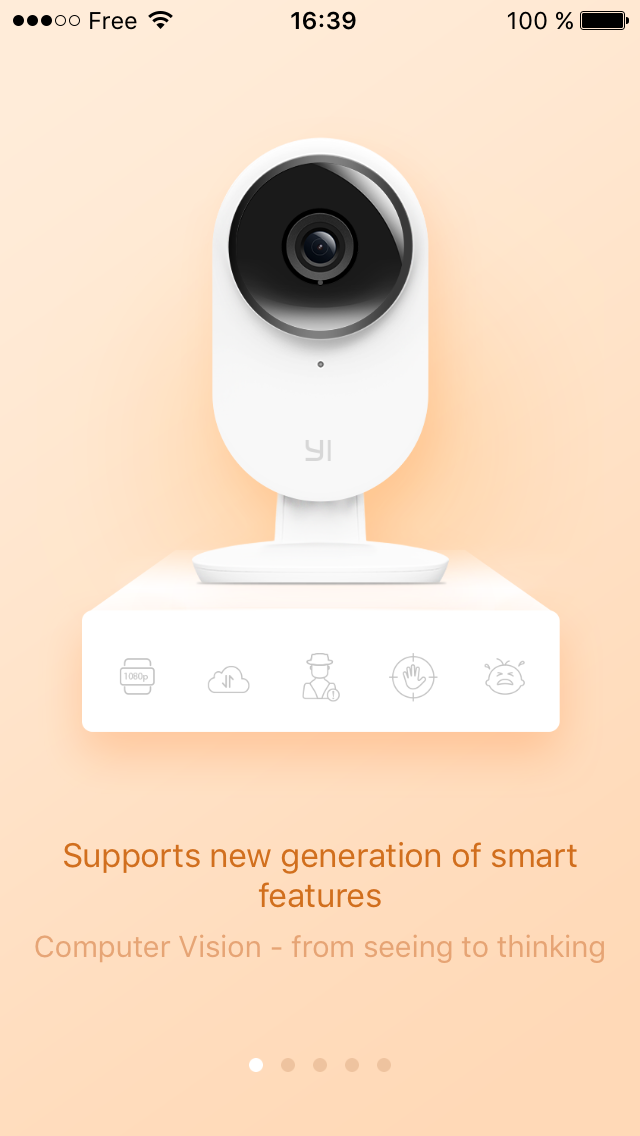 Free 16:39 100 %
YI
1080p
Supports new generation of smart
features
Computer Vision - from seeing to thinking